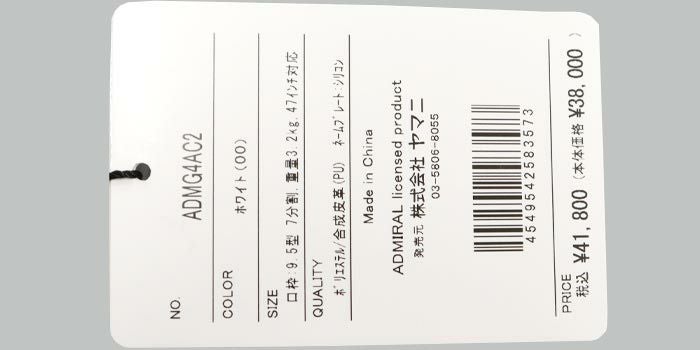 NO.
ADMG4AC2
COLOR
ホワイト(00)
SIZE
口枠:9.5型 7分割,重量3.2kg,47インチ対応
QUALITY
ポリエステル/合成皮革(PU) ネームプレート:シリコン
Made in China
ADMIRAL licensed product
発売元 株式会社 ヤマニ
03-5806-8055
4549542583573
PRICE
税込 ¥41,800 (本体価格 ¥38,000)